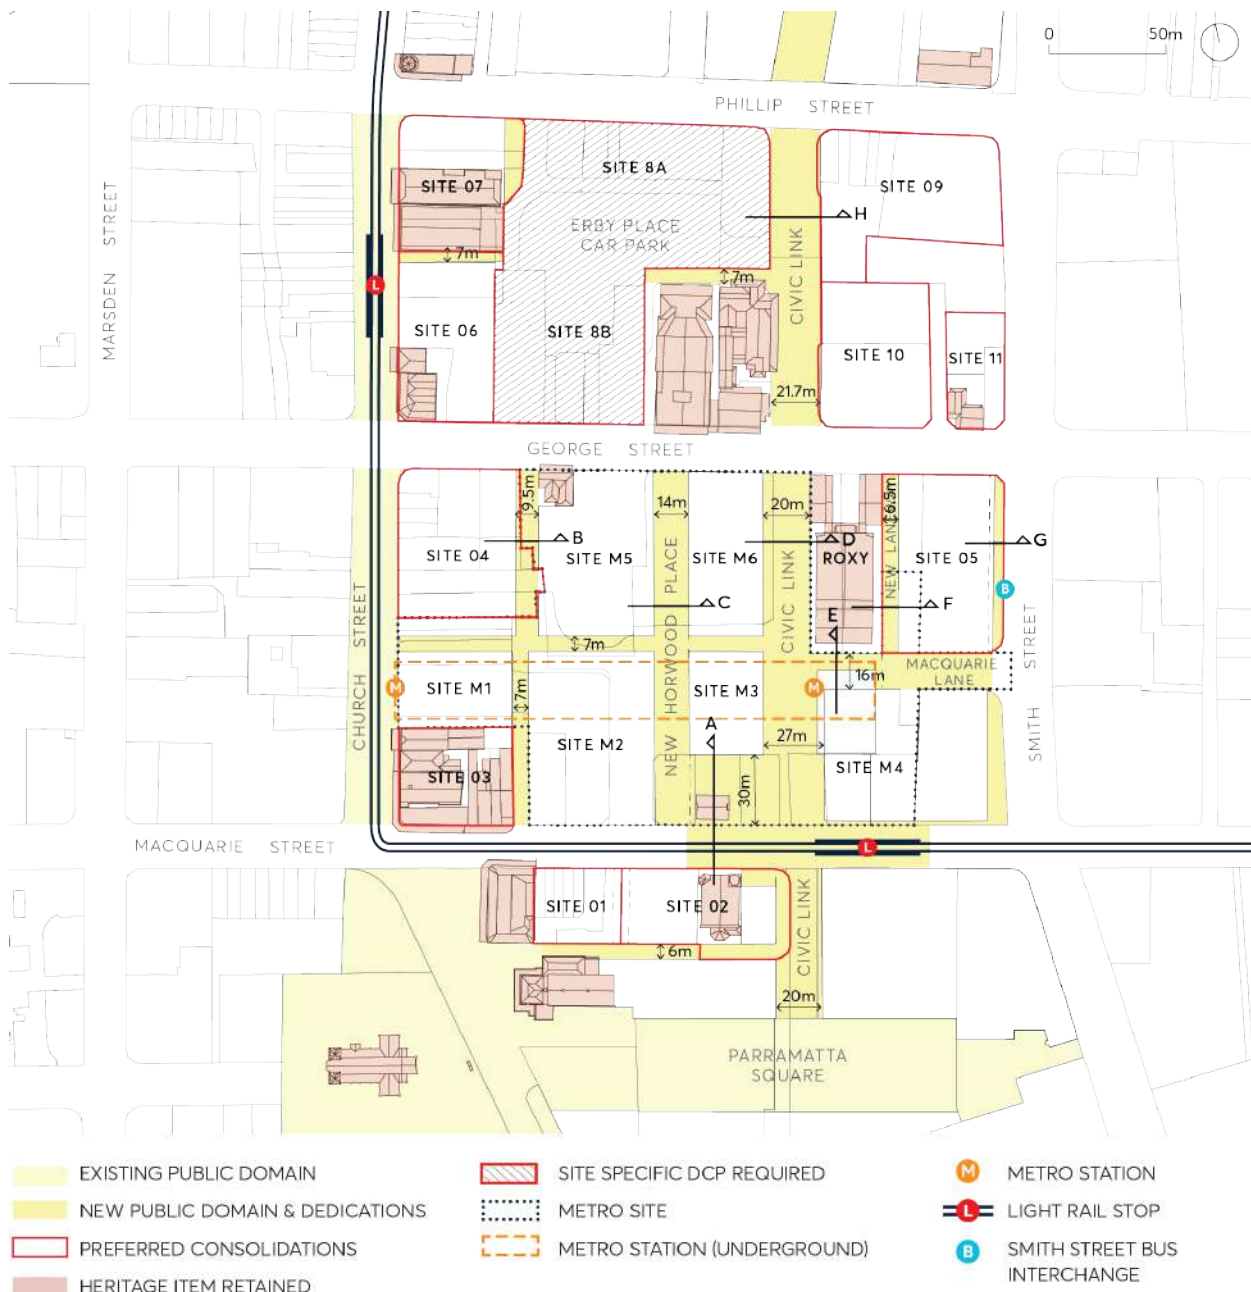 0 50m
PHILLIP STREET
MARSDEN STREET
SITE 8A
SITE 07
SITE 09
ERBY PLACE
CAR PARK
H
CIVIC LINK
7m
7m
L
SITE 06
SITE 8B
SITE 10
SITE 11
21.7m
GEORGE STREET
9.5m
14m
20m
6.5m
B
D
G
SITE 04
SITE M5
SITE M6
ROXY
NEW LANE
SITE 05
B
C
F
E
CHURCH STREET
NEW HORWOOD PLACE
CIVIC LINK
SMITH STREET
7m
MACQUARIE
LANE
16m
M
SITE M1
7m
SITE M3
M
A
SITE M2
27m
SITE M4
SITE 03
30m
MACQUARIE STREET
L
SITE 01
SITE 02
CIVIC LINK
6m
20m
PARRAMATTA
SQUARE
EXISTING PUBLIC DOMAIN
NEW PUBLIC DOMAIN & DEDICATIONS
PREFERRED CONSOLIDATIONS
HERITAGE ITEM RETAINED
SITE SPECIFIC DCP REQUIRED
METRO SITE
METRO STATION (UNDERGROUND)
M METRO STATION
L LIGHT RAIL STOP
B SMITH STREET BUS
INTERCHANGE